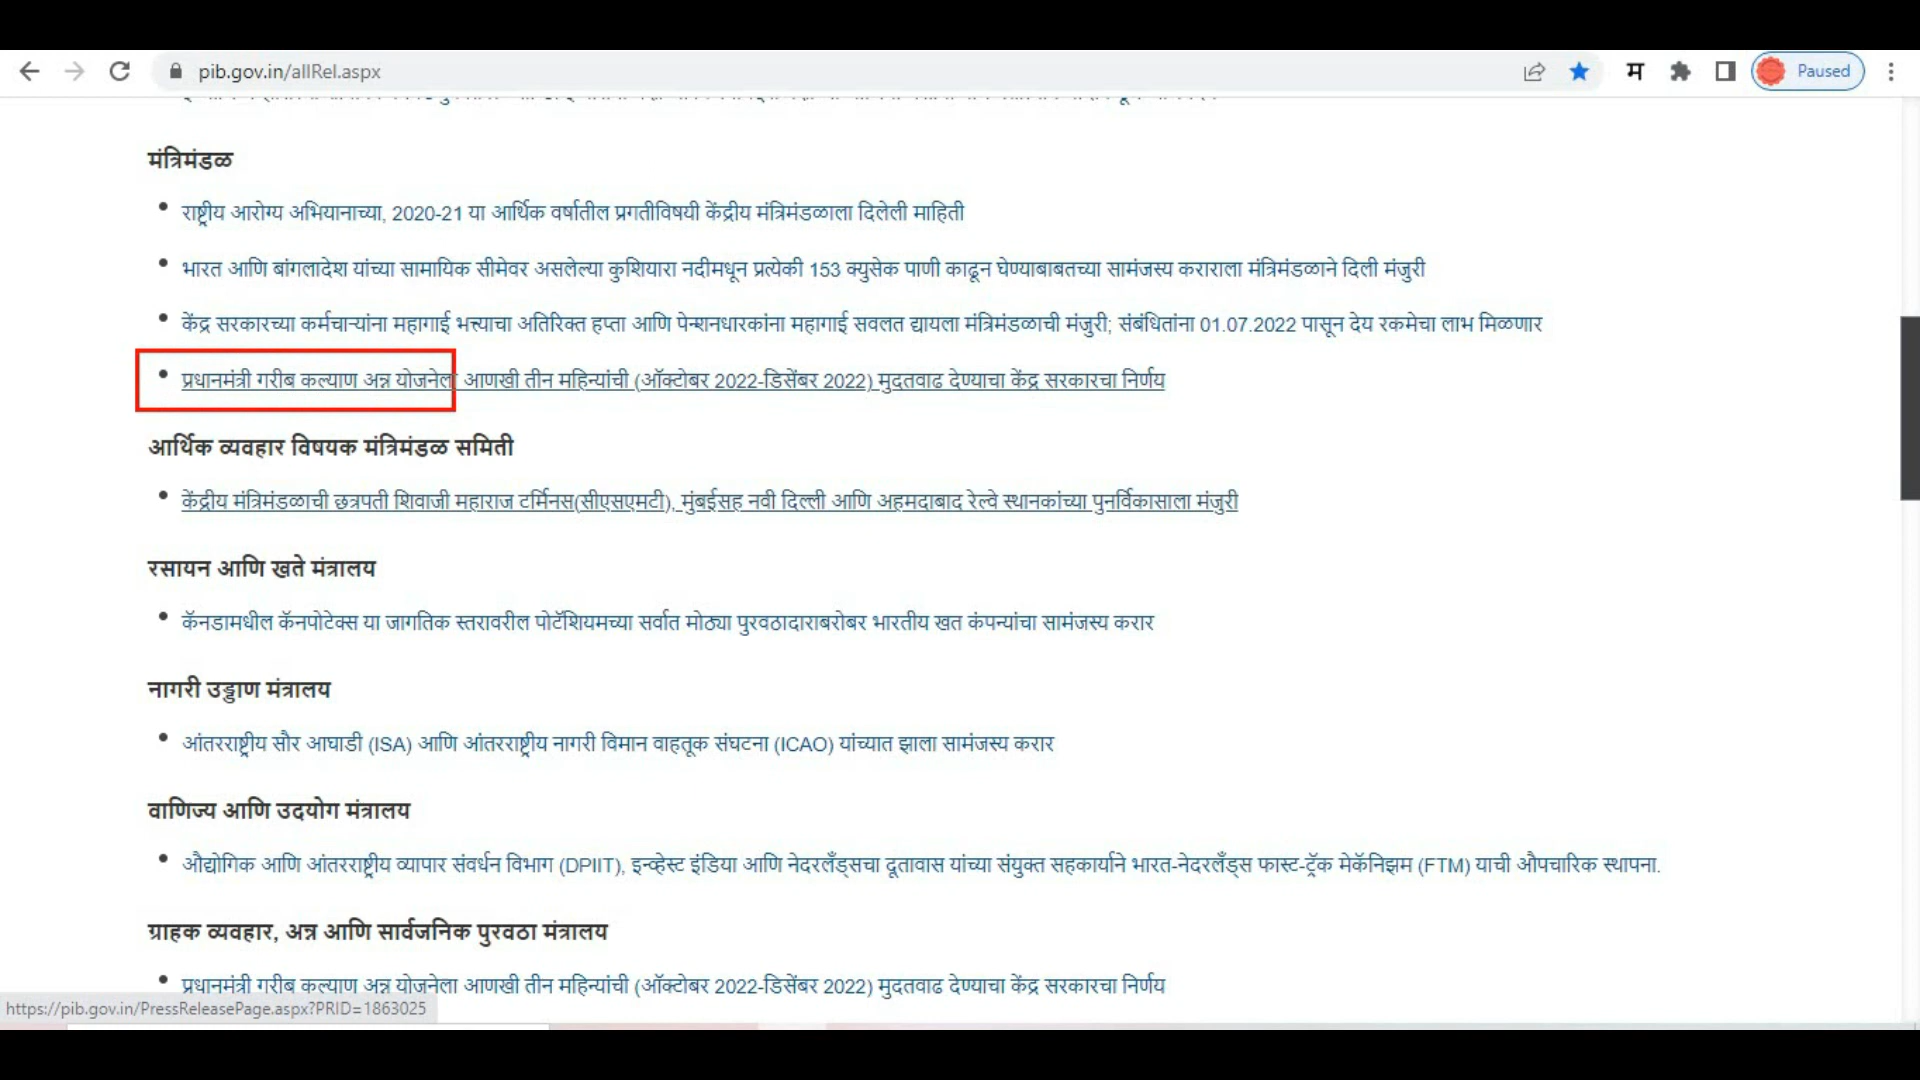 pib.gov.in/allRel.aspx
म
Paused
मंत्रिमंडळ
राष्ट्रीय आरोग्य अभियानाच्या, 2020-21 या आर्थिक वर्षातील प्रगतीविषयी केंद्रीय मंत्रिमंडळाला दिलेली माहिती
भारत आणि बांगलादेश यांच्या सामायिक सीमेवर असलेल्या कुशियारा नदीमधून प्रत्येकी 153 क्युसेक पाणी काढून घेण्याबाबतच्या सामंजस्य कराराला मंत्रिमंडळाने दिली मंजुरी
केंद्र सरकारच्या कर्मचाऱ्यांना महागाई भत्त्याचा अतिरिक्त हप्ता आणि पेन्शनधारकांना महागाई सवलत द्यायला मंत्रिमंडळाची मंजुरी; संबंधितांना 01.07.2022 पासून देय रकमेचा लाभ मिळणार
प्रधानमंत्री गरीब कल्याण अन्न योजनेला आणखी तीन महिन्यांची (ऑक्टोबर 2022-डिसेंबर 2022) मुदतवाढ देण्याचा केंद्र सरकारचा निर्णय
आर्थिक व्यवहार विषयक मंत्रिमंडळ समिती
केंद्रीय मंत्रिमंडळाची छत्रपती शिवाजी महाराज टर्मिनस(सीएसएमटी), मुंबईसह नवी दिल्ली आणि अहमदाबाद रेल्वे स्थानकांच्या पुनर्विकासाला मंजुरी
रसायन आणि खते मंत्रालय
कॅनडामधील कॅनपोटेक्स या जागतिक स्तरावरील पोटॅशियमच्या सर्वात मोठ्या पुरवठादाराबरोबर भारतीय खत कंपन्यांचा सामंजस्य करार
नागरी उड्डाण मंत्रालय
आंतरराष्ट्रीय सौर आघाडी (ISA) आणि आंतरराष्ट्रीय नागरी विमान वाहतूक संघटना (ICAO) यांच्यात झाला सामंजस्य करार
वाणिज्य आणि उदयोग मंत्रालय
औद्योगिक आणि आंतरराष्ट्रीय व्यापार संवर्धन विभाग (DPIIT), इन्व्हेस्ट इंडिया आणि नेदरलँड्सचा दूतावास यांच्या संयुक्त सहकार्याने भारत-नेदरलँड्स फास्ट-ट्रॅक मेकॅनिझम (FTM) याची औपचारिक स्थापना.
ग्राहक व्यवहार, अन्न आणि सार्वजनिक पुरवठा मंत्रालय
प्रधानमंत्री गरीब कल्याण अन्न योजनेला आणखी तीन महिन्यांची (ऑक्टोबर 2022-डिसेंबर 2022) मुदतवाढ देण्याचा केंद्र सरकारचा निर्णय
https://pib.gov.in/PressReleasePage.aspx?PRID=1863025